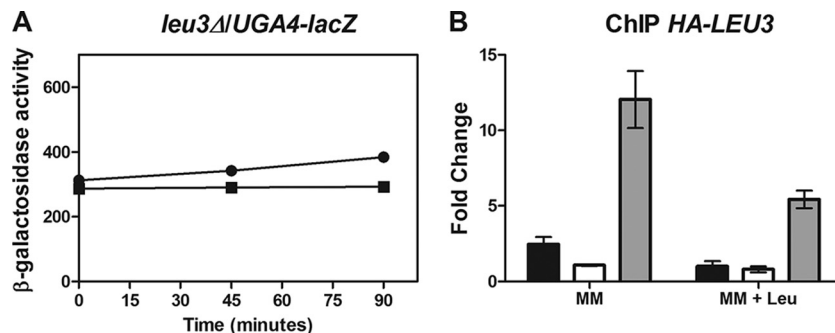 A
leu3Δ/UGA4-lacZ
β-galactosidase activity
600
400
200
0
0 15 30 45 60 75 90
Time (minutes)
B
ChIP HA-LEU3
Fold Change
15
10
5
0
MM
MM + Leu